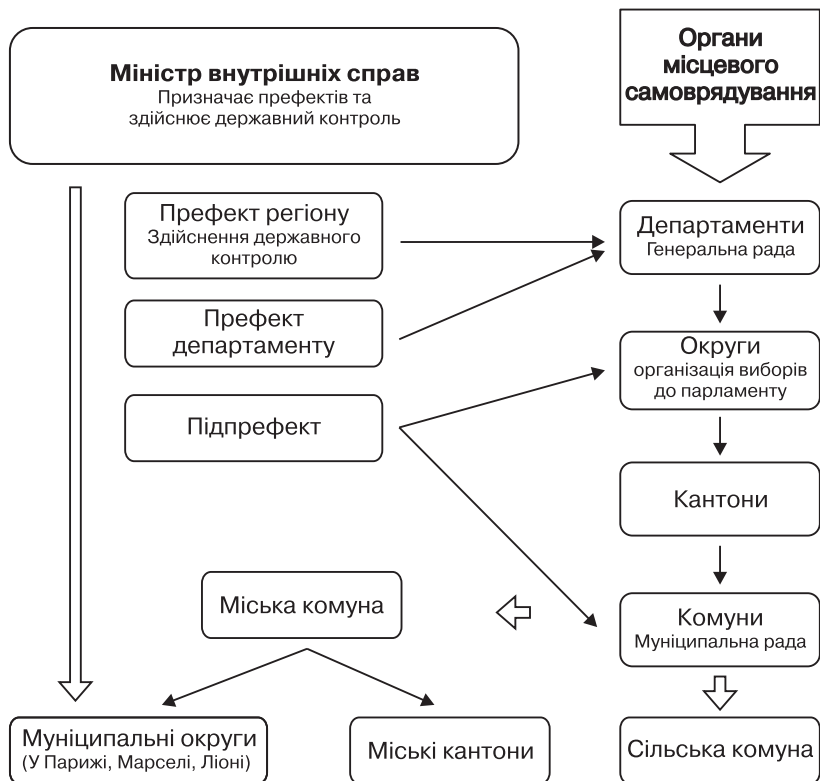 Міністр внутрішніх справ
Призначає префектів та
здійснює державний контроль
Органи
місцевого
самоврядування
Префект регіону
Здійснення державного
контролю
Департаменти
Генеральна рада
Префект
департаменту
Округи
організація виборів
до парламенту
Підпрефект
Кантони
Міська комуна
Комуни
Муніципальна рада
Муніципальні округи
(У Парижі, Марселі, Ліоні)
Міські кантони
Сільська комуна